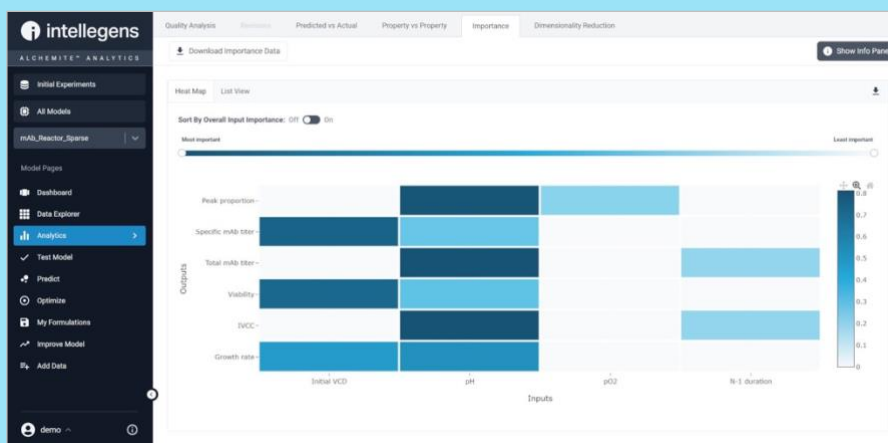 intellegens
ALCHEMITE™ ANALYTICS
Initial Experiments
All Models
mAb_Reactor_Sparse
Model Pages
Dashboard
Data Explorer
Analytics
Test Model
Predict
Optimize
My Formulations
Improve Model
Add Data
demo
Quality Analysis
Predicted vs Actual
Property vs Property
Importance
Dimensionality Reduction
Download Importance Data
Show Info Pane
Heat Map
List View
Sort By Overall Input Importance: Off On
Most important
Least important
Outputs
Peak proportion
Specific mAb titer
Total mAb titer
Viability
IVCC
Growth rate
Initial VCD
pH
pO2
N-1 duration
Inputs
0.8
0.7
0.6
0.5
0.4
0.3
0.2
0.1
0